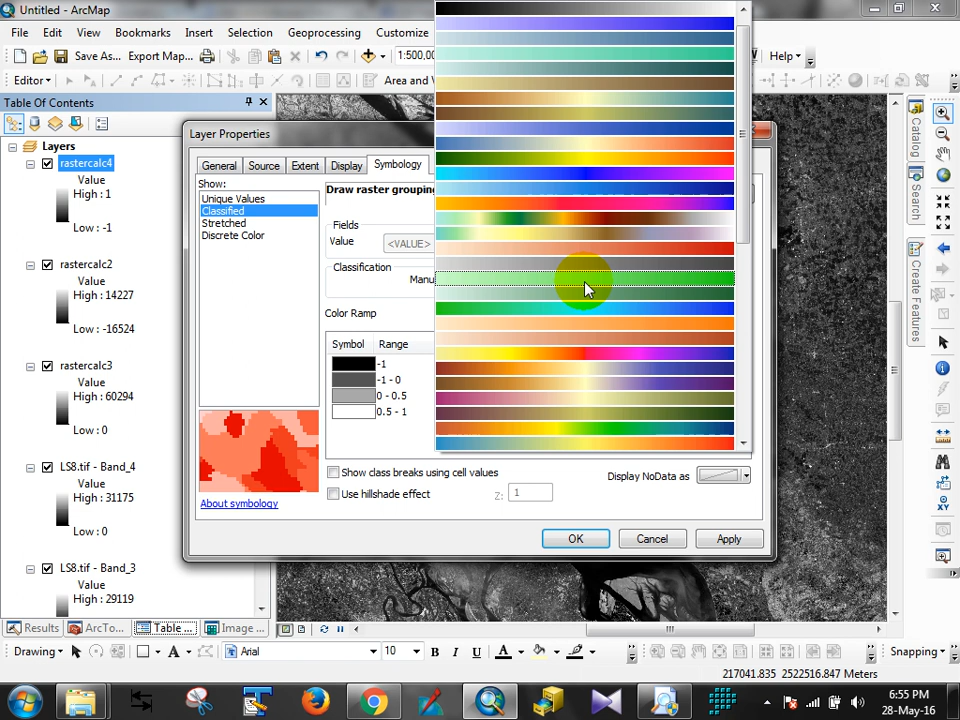 Untitled - ArcMap
File Edit View Bookmarks Insert Selection Geoprocessing Customize
Save As... Export Map... 1:500,00 Help
Editor Area and V
Table Of Contents
Layers
rastercalc4
Value
High : 1
Low : -1
rastercalc2
Value
High : 14227
Low : -16524
rastercalc3
Value
High : 60294
Low : 0
LS8.tif - Band_4
Value
High : 31175
Low : 0
LS8.tif - Band_3
Value
High : 29119
Results ArcTo... Table ... Image ...
Layer Properties
General Source Extent Display Symbology
Show:
Unique Values
Classified
Stretched
Discrete Color
About symbology
Draw raster grouping
Fields
Value <VALUE>
Classification
Manu
Color Ramp
Symbol Range
-1
-1 - 0
0 - 0.5
0.5 - 1
Show class breaks using cell values
Display NoData as
Use hillshade effect
Z: 1
OK Cancel Apply
Catalog
Search
Create Features
Drawing A Arial 10 B I U A Snapping
217041.835 2522516.847 Meters
6:55 PM
28-May-16